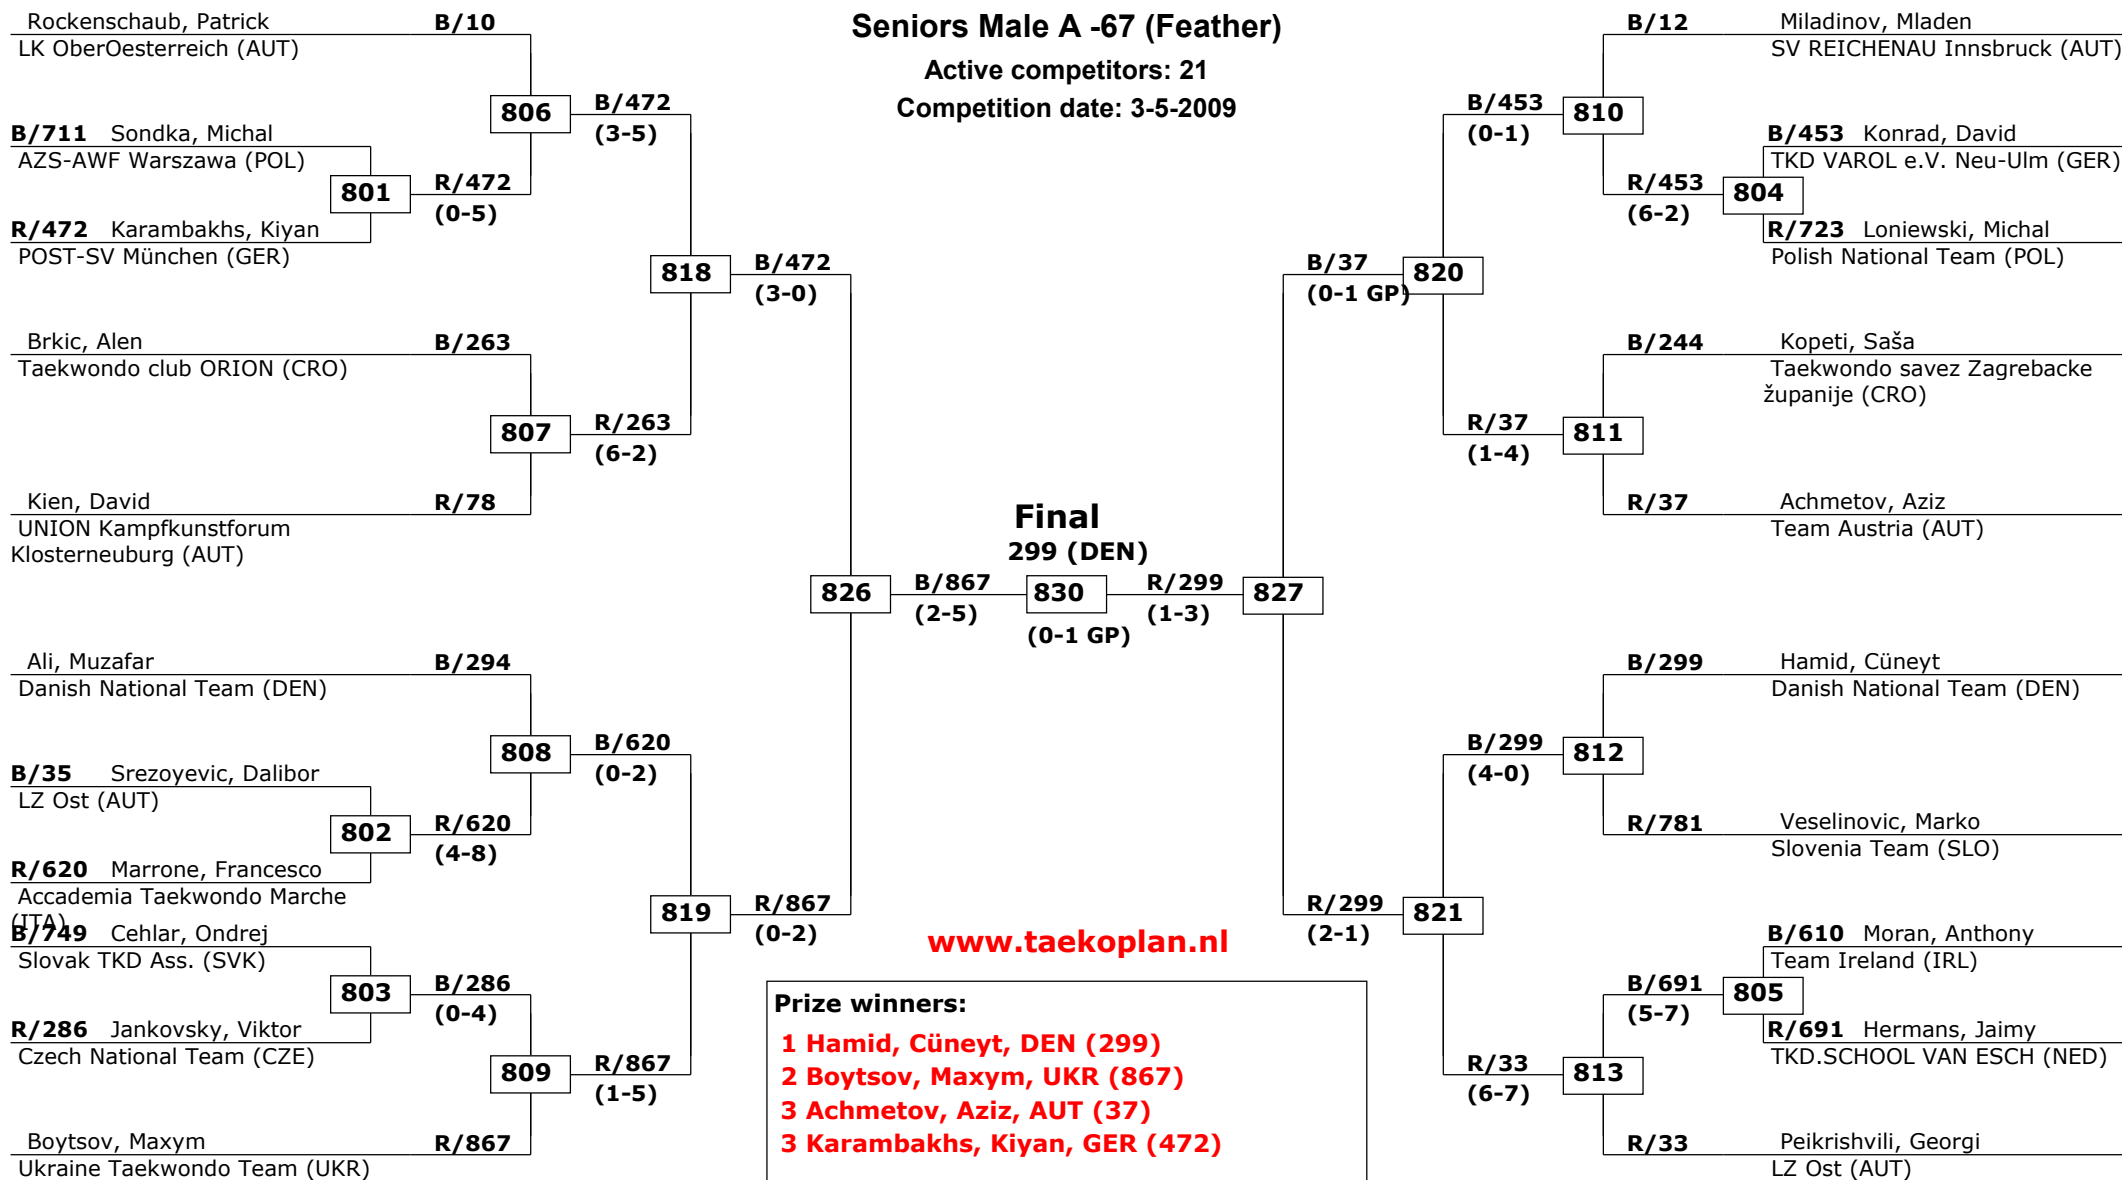 Seniors Male A -67 (Feather)
Active competitors: 21
Competition date: 3-5-2009
Rockenschaub, Patrick B/10
LK OberOesterreich (AUT)
806
B/472
(3-5)
B/711 Sondka, Michal
AZS-AWF Warszawa (POL)
801
R/472
(0-5)
R/472 Karambakhs, Kiyan
POST-SV München (GER)
818
B/472
(3-0)
Brkic, Alen B/263
Taekwondo club ORION (CRO)
807
R/263
(6-2)
Kien, David R/78
UNION Kampfkunstforum
Klosterneuburg (AUT)
826
B/867
(2-5)
Ali, Muzafar B/294
Danish National Team (DEN)
808
B/620
(0-2)
B/35 Srezoyevic, Dalibor
LZ Ost (AUT)
802
R/620
(4-8)
R/620 Marrone, Francesco
Accademia Taekwondo Marche
(ITA)
819
R/867
(0-2)
B/749 Cehlar, Ondrej
Slovak TKD Ass. (SVK)
803
B/286
(0-4)
R/286 Jankovsky, Viktor
Czech National Team (CZE)
809
R/867
(1-5)
Boytsov, Maxym R/867
Ukraine Taekwondo Team (UKR)
Final
299 (DEN)
830
(0-1 GP)
R/299
(1-3)
827
B/12 Miladinov, Mladen
SV REICHENAU Innsbruck (AUT)
B/453
(0-1)
810
B/453 Konrad, David
TKD VAROL e.V. Neu-Ulm (GER)
R/453
(6-2)
804
R/723 Loniewski, Michal
Polish National Team (POL)
B/37
(0-1 GP)
820
B/244 Kopeti, Saša
Taekwondo savez Zagrebacke
županije (CRO)
R/37
(1-4)
811
R/37 Achmetov, Aziz
Team Austria (AUT)
B/299 Hamid, Cüneyt
Danish National Team (DEN)
B/299
(4-0)
812
R/781 Veselinovic, Marko
Slovenia Team (SLO)
R/299
(2-1)
821
B/610 Moran, Anthony
Team Ireland (IRL)
B/691
(5-7)
805
R/691 Hermans, Jaimy
TKD.SCHOOL VAN ESCH (NED)
R/33
(6-7)
813
R/33 Peikrishvili, Georgi
LZ Ost (AUT)
www.taekoplan.nl
Prize winners:
1 Hamid, Cüneyt, DEN (299)
2 Boytsov, Maxym, UKR (867)
3 Achmetov, Aziz, AUT (37)
3 Karambakhs, Kiyan, GER (472)